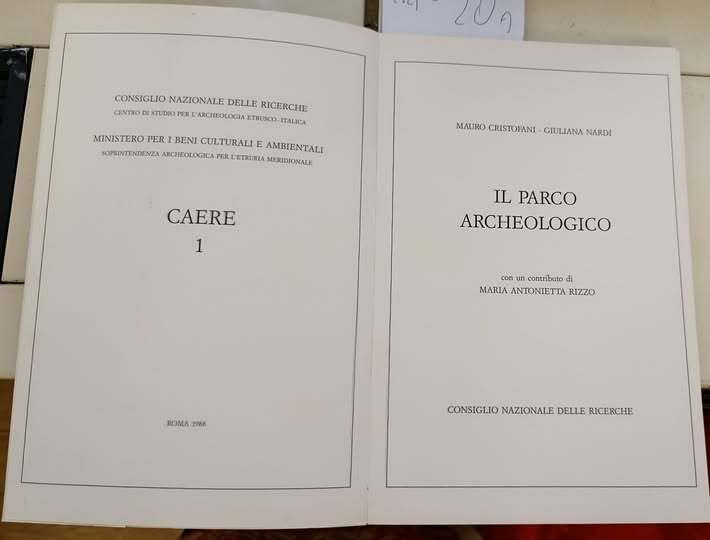 CONSIGLIO NAZIONALE DELLE RICERCHE
CENTRO DI STUDIO PER L'ARCHEOLOGIA ETRUSCO-ITALICA
MINISTERO PER I BENI CULTURALI E AMBIENTALI
SOPRINTENDENZA ARCHEOLOGICA PER L'ETRURIA MERIDIONALE
CAERE
1
ROMA 1988
20
MAURO CRISTOFANI - GIULIANA NARDI
IL PARCO
ARCHEOLOGICO
con un contributo di
MARIA ANTONIETTA RIZZO
CONSIGLIO NAZIONALE DELLE RICERCHE